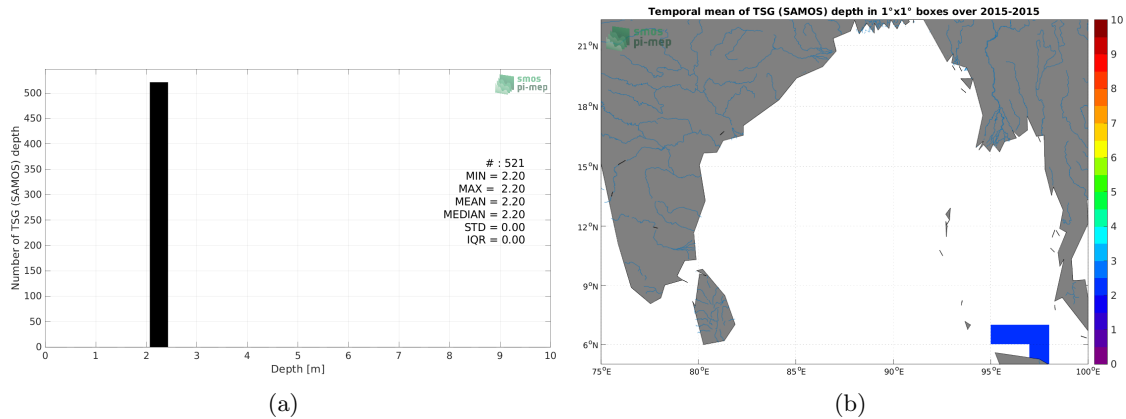 smos
pi-mep
500
450
400
350
300
250
200
150
100
50
0
Number of TSG (SAMOS) depth
# : 521
MIN = 2.20
MAX = 2.20
MEAN = 2.20
MEDIAN = 2.20
STD = 0.00
IQR = 0.00
0 1 2 3 4 5 6 7 8 9 10
Depth [m]
(a)
Temporal mean of TSG (SAMOS) depth in 1°x1° boxes over 2015-2015
smos
pi-mep
21°N
18°N
15°N
12°N
9°N
6°N
75°E 80°E 85°E 90°E 95°E 100°E
10
9
8
7
6
5
4
3
2
1
0
(b)